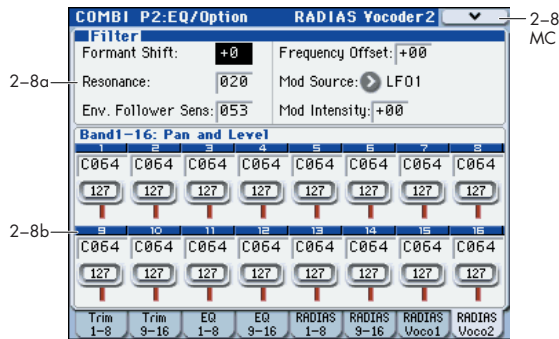 COMBI P2:EQ/Option RADIAS Vocoder2
2–8
MC
Filter
Formant Shift: +0 Frequency Offset: +00
2–8a
Resonance: 020 Mod Source: LFO1
Env. Follower Sens: 053 Mod Intensity: +00
Band1-16: Pan and Level
1 2 3 4 5 6 7 8
C064 C064 C064 C064 C064 C064 C064 C064
127 127 127 127 127 127 127 127
2–8b
9 10 11 12 13 14 15 16
C064 C064 C064 C064 C064 C064 C064 C064
127 127 127 127 127 127 127 127
Trim 1-8 Trim 9-16 EQ 1-8 EQ 9-16 RADIAS 1-8 RADIAS 9-16 RADIAS Voco1 RADIAS Voco2